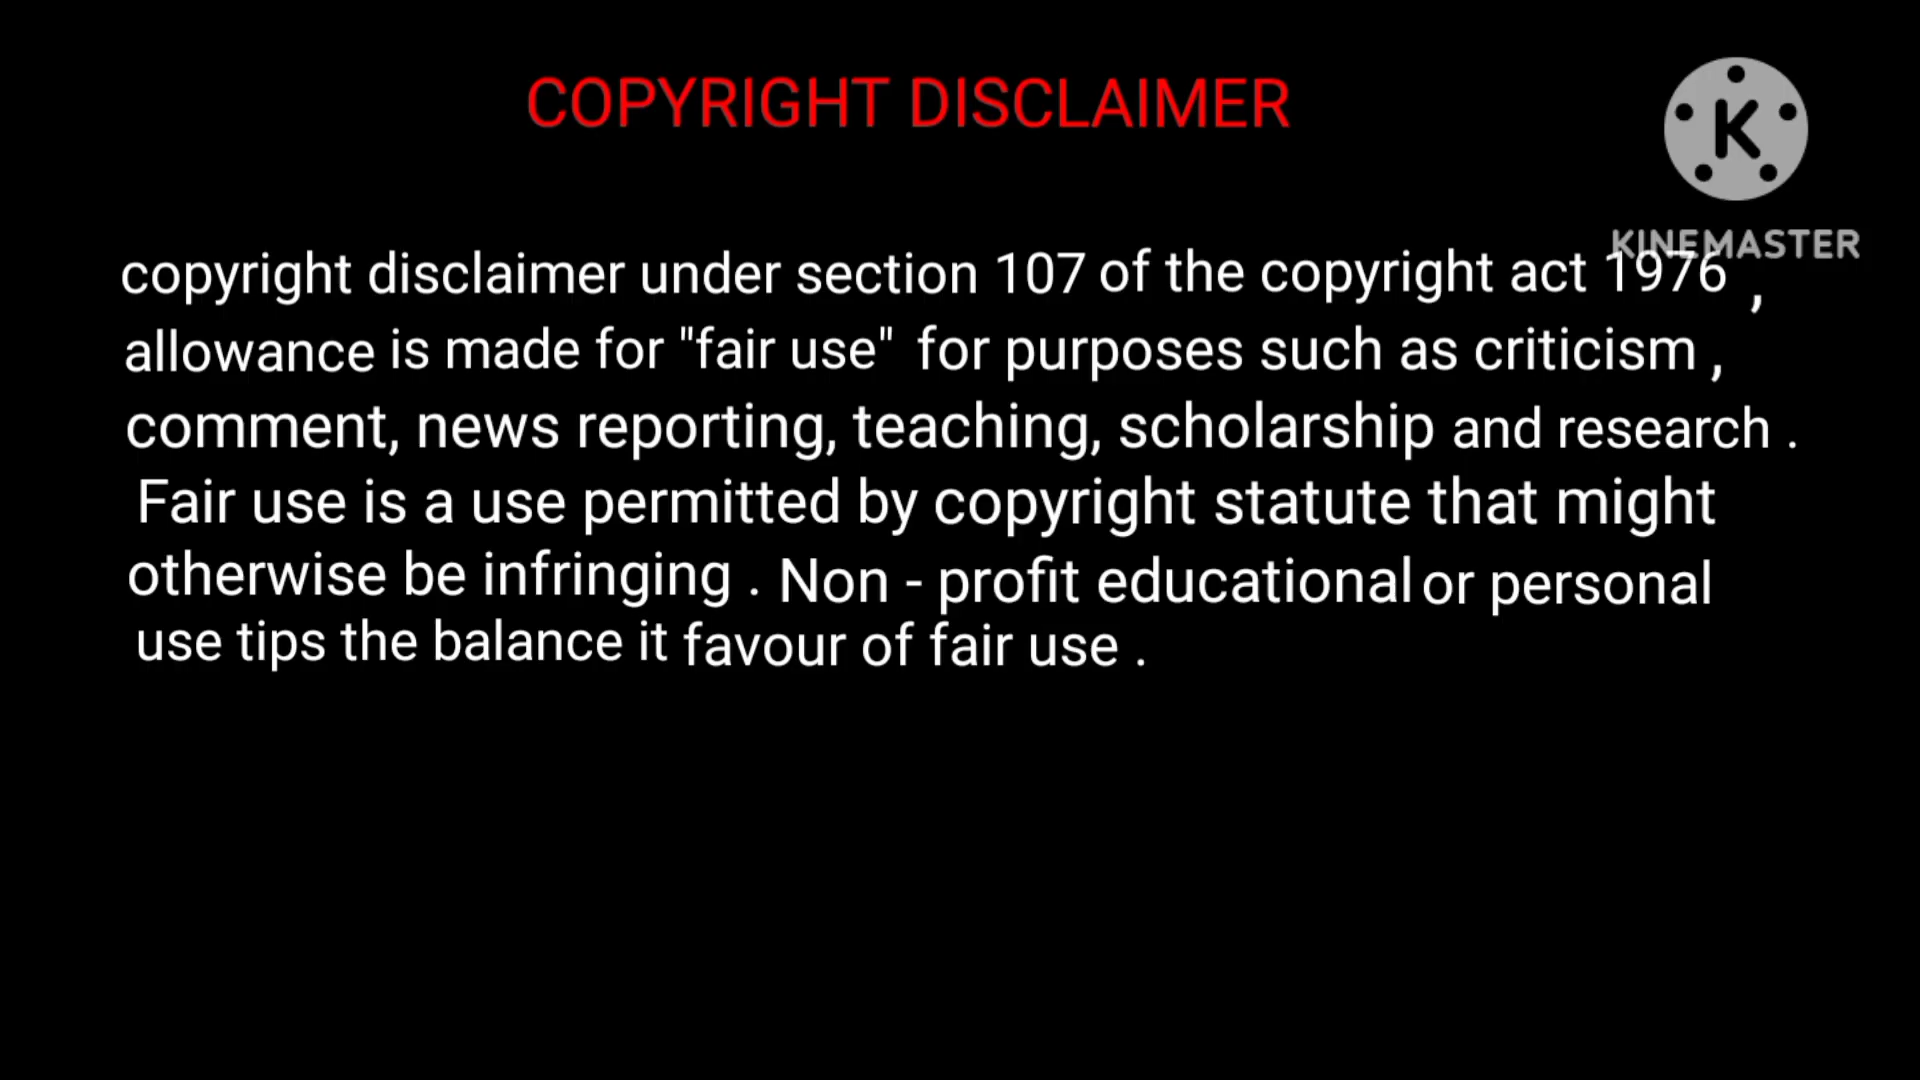 COPYRIGHT DISCLAIMER
K
KINEMASTER
copyright disclaimer under section 107 of the copyright act 1976 ,
allowance is made for "fair use" for purposes such as criticism ,
comment, news reporting, teaching, scholarship and research .
Fair use is a use permitted by copyright statute that might
otherwise be infringing . Non - profit educational or personal
use tips the balance it favour of fair use .